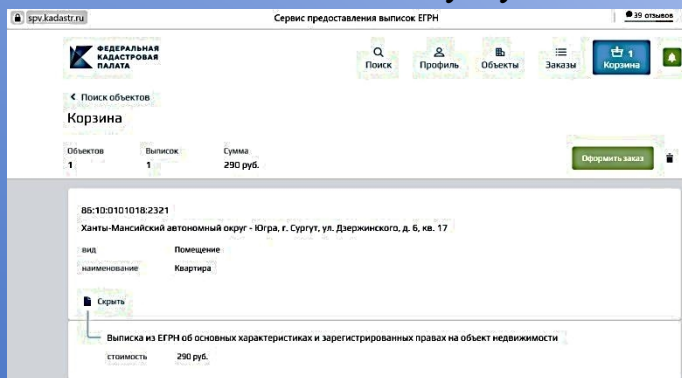 spv.kadastr.ru Сервис предоставления выписок ЕГРН 39 отзывов
ФЕДЕРАЛЬНАЯ
КАДАСТРОВАЯ
ПАЛАТА
Поиск Профиль Объекты Заказы 1 Корзина
Поиск объектов
Корзина
Объектов Выписок Сумма
1 1 290 руб.
Оформить заказ
86:10:0101018:2321
Ханты-Мансийский автономный округ - Югра, г. Сургут, ул. Дзержинского, д. 6, кв. 17
вид Помещение
наименование Квартира
Скрыть
Выписка из ЕГРН об основных характеристиках и зарегистрированных правах на объект недвижимости
стоимость 290 руб.